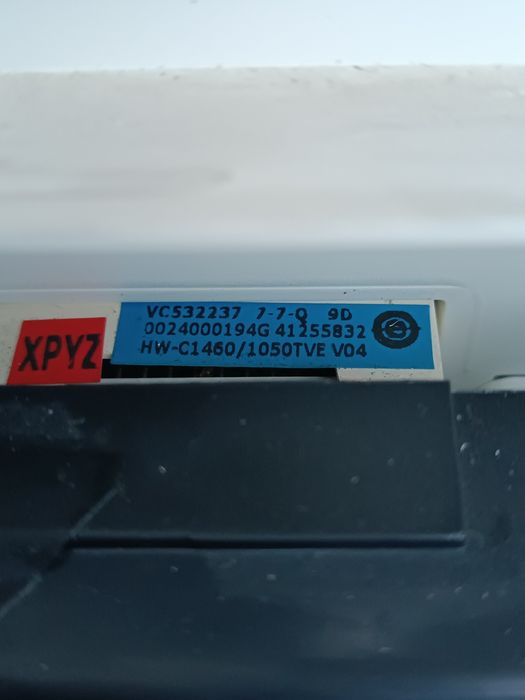 VC532237 7-7-Q 9D
0024000194G 41255832
HW-C1460/1050TVE V04
XPYZ